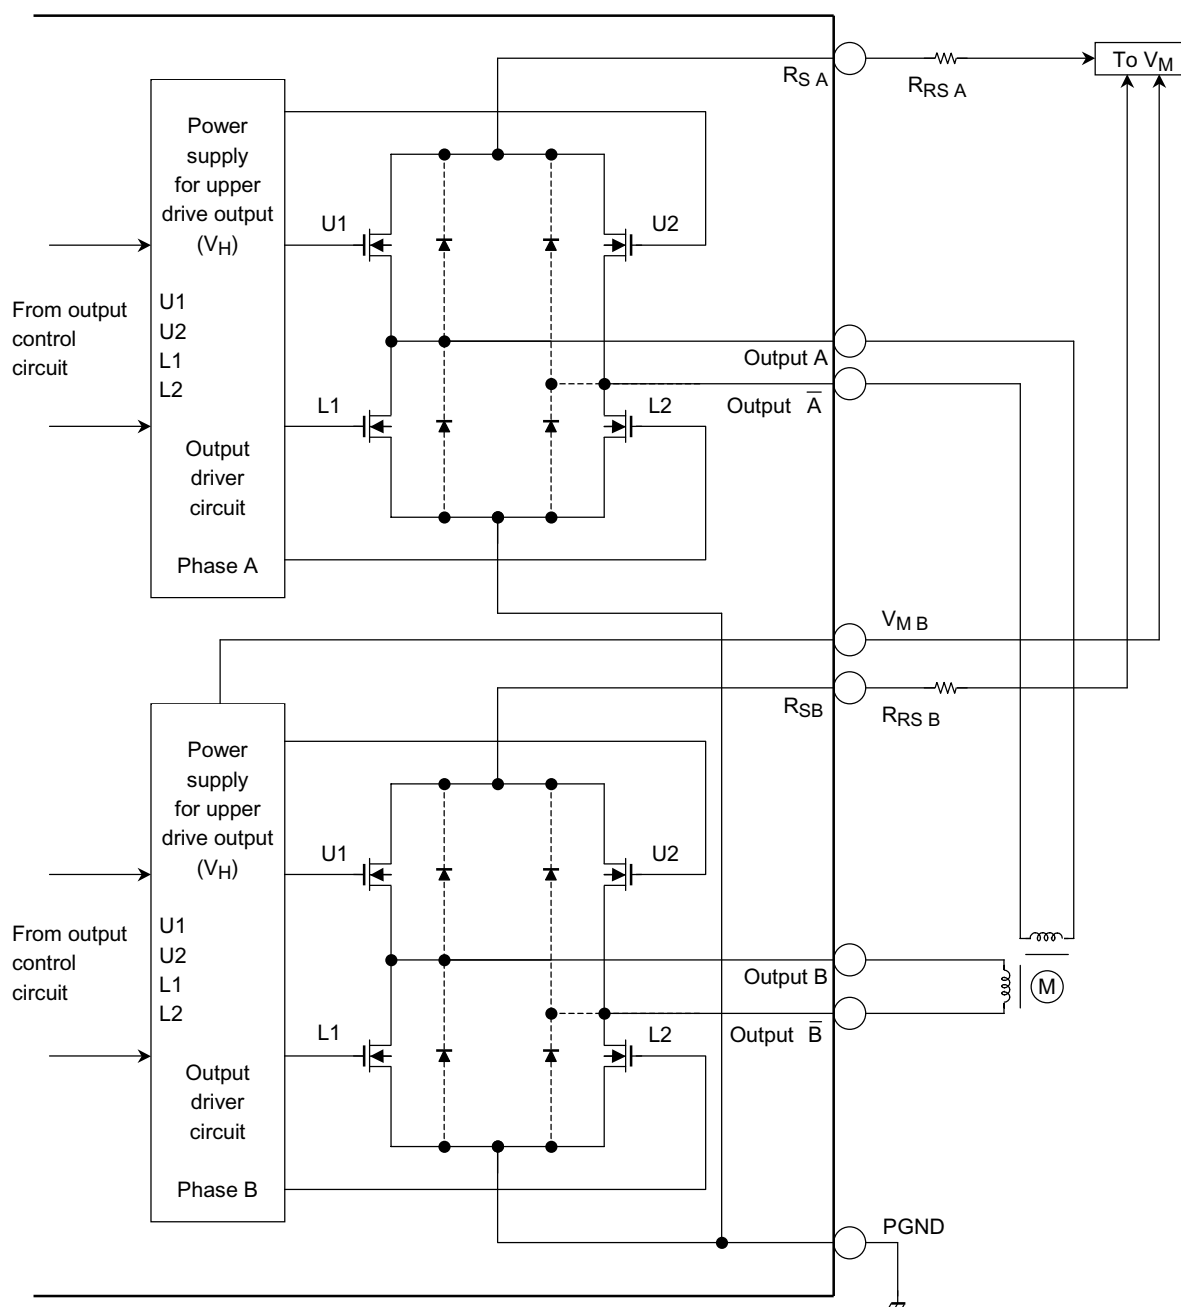 R_S A
R_RS A
To V_M
Power
supply
for upper
drive output
(V_H)
U1
U2
From output
control
circuit
U1
U2
L1
L2
Output A
Output A̅
L1
L2
Output
driver
circuit
Phase A
V_M B
R_SB
R_RS B
Power
supply
for upper
drive output
(V_H)
U1
U2
From output
control
circuit
U1
U2
L1
L2
Output B
M
Output B̅
L1
L2
Output
driver
circuit
Phase B
PGND